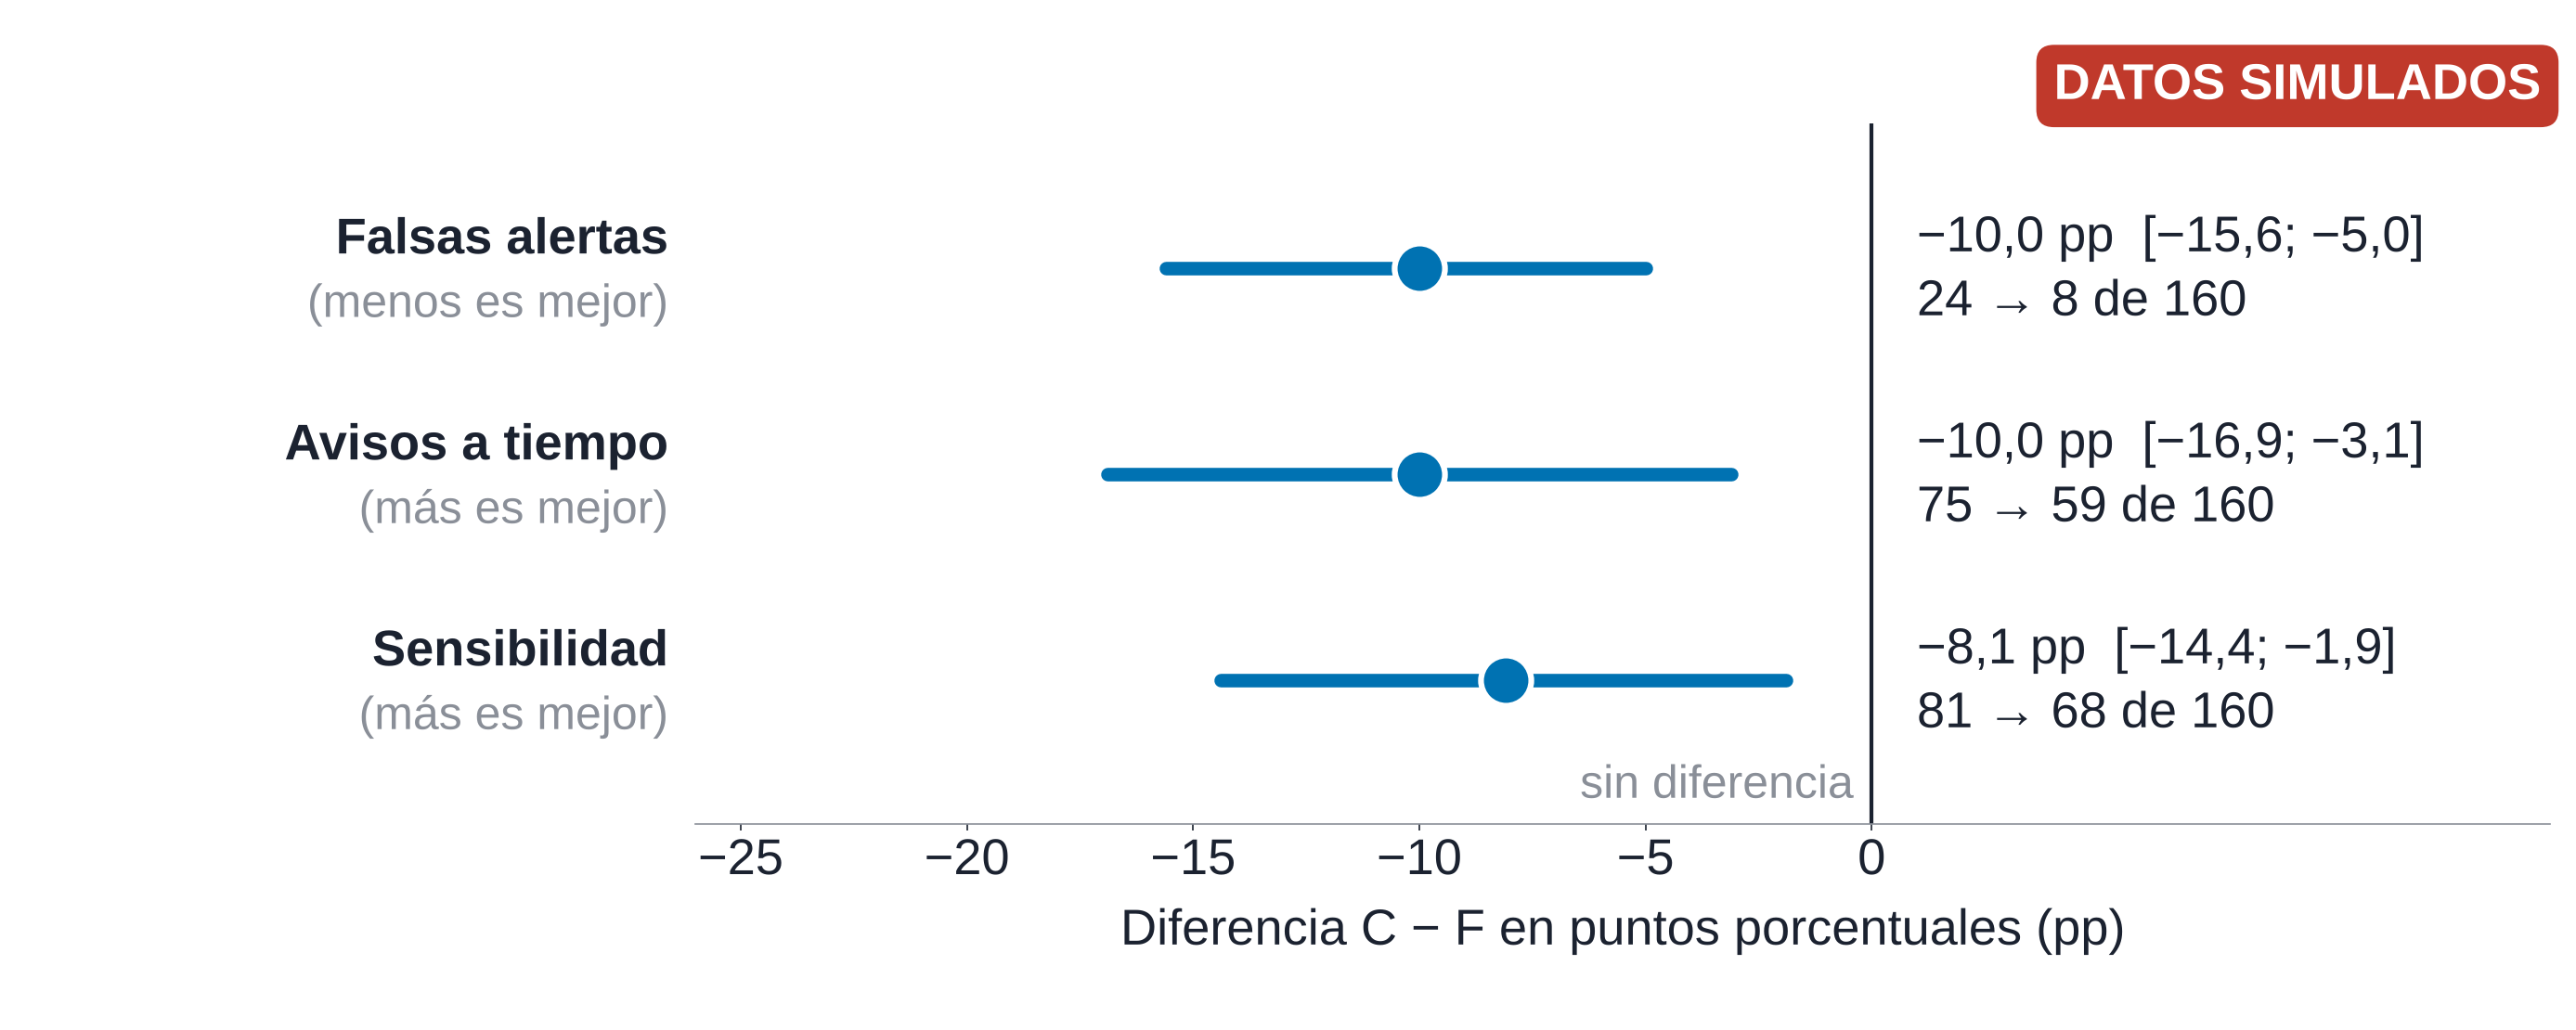 DATOS SIMULADOS
Falsas alertas
(menos es mejor)
−10,0 pp [−15,6; −5,0]
24 → 8 de 160
Avisos a tiempo
(más es mejor)
−10,0 pp [−16,9; −3,1]
75 → 59 de 160
Sensibilidad
(más es mejor)
−8,1 pp [−14,4; −1,9]
81 → 68 de 160
sin diferencia
−25 −20 −15 −10 −5 0
Diferencia C − F en puntos porcentuales (pp)